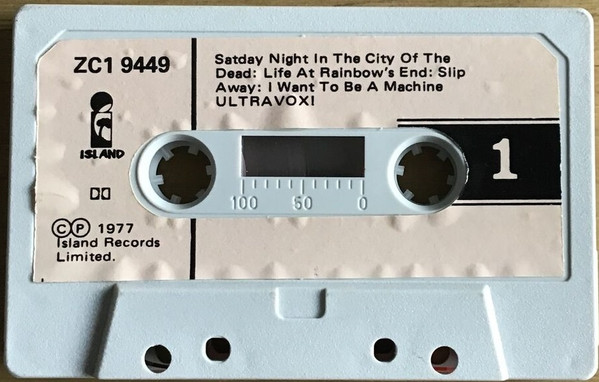 ZC1 9449
ISLAND
ⒸⓅ 1977
Island Records
Limited.
Satday Night In The City Of The
Dead: Life At Rainbow's End: Slip
Away: I Want To Be A Machine
ULTRAVOX!
1
100 50 0